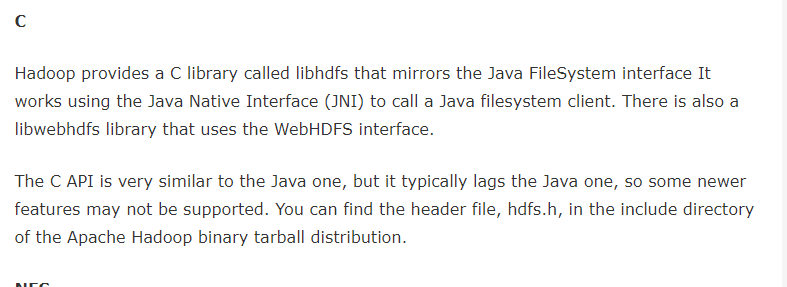 C
Hadoop provides a C library called libhdfs that mirrors the Java FileSystem interface It
works using the Java Native Interface (JNI) to call a Java filesystem client. There is also a
libwebhdfs library that uses the WebHDFS interface.
The C API is very similar to the Java one, but it typically lags the Java one, so some newer
features may not be supported. You can find the header file, hdfs.h, in the include directory
of the Apache Hadoop binary tarball distribution.